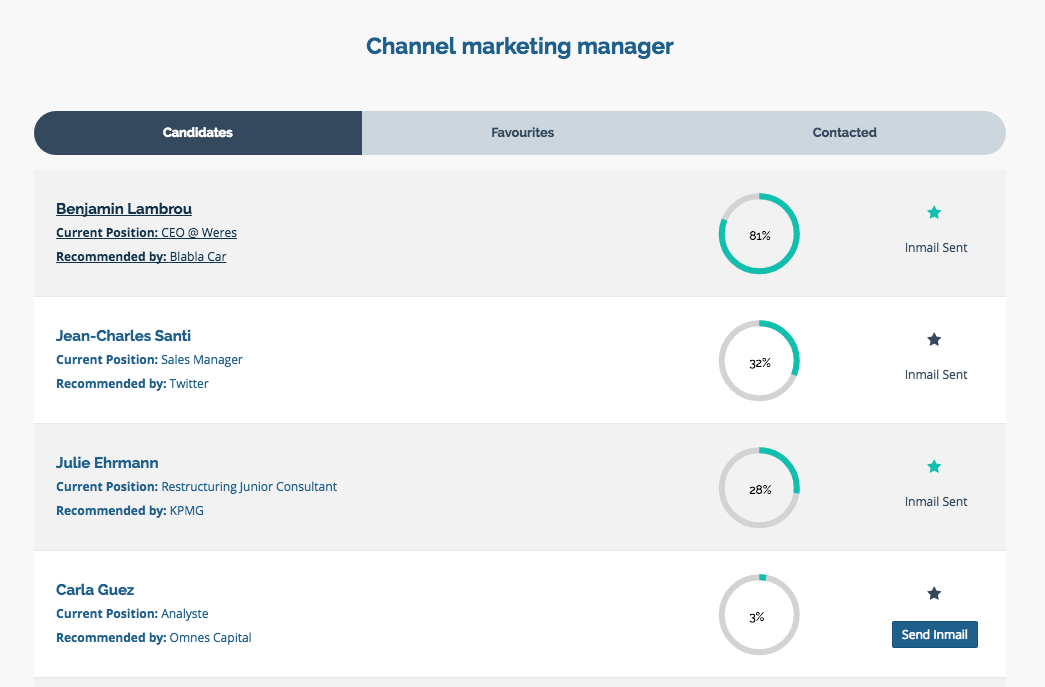 Channel marketing manager
Candidates Favourites Contacted
Benjamin Lambrou
Current Position: CEO @ Weres
Recommended by: Blabla Car
81%
Inmail Sent
Jean-Charles Santi
Current Position: Sales Manager
Recommended by: Twitter
32%
Inmail Sent
Julie Ehrmann
Current Position: Restructuring Junior Consultant
Recommended by: KPMG
28%
Inmail Sent
Carla Guez
Current Position: Analyste
Recommended by: Omnes Capital
3%
Send Inmail